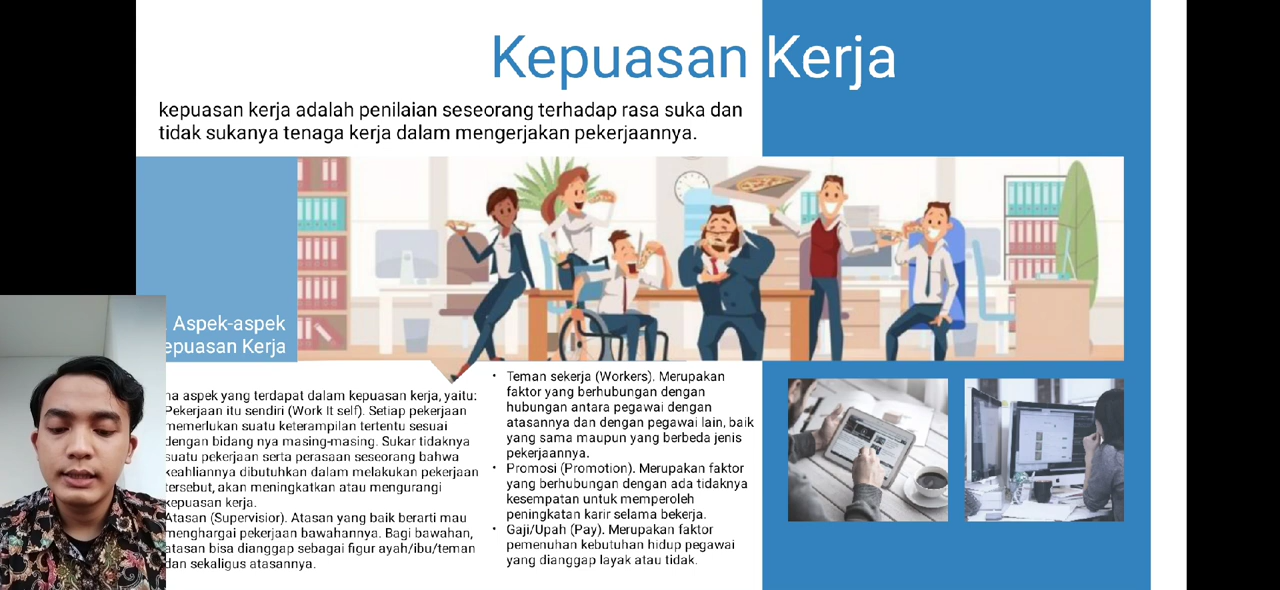 Kepuasan Kerja
kepuasan kerja adalah penilaian seseorang terhadap rasa suka dan
tidak sukanya tenaga kerja dalam mengerjakan pekerjaannya.
Aspek-aspek
epuasan Kerja
na aspek yang terdapat dalam kepuasan kerja, yaitu:
Pekerjaan itu sendiri (Work It self). Setiap pekerjaan
memerlukan suatu keterampilan tertentu sesuai
dengan bidang nya masing-masing. Sukar tidaknya
suatu pekerjaan serta perasaan seseorang bahwa
keahliannya dibutuhkan dalam melakukan pekerjaan
tersebut, akan meningkatkan atau mengurangi
kepuasan kerja.
Atasan (Supervisior). Atasan yang baik berarti mau
menghargai pekerjaan bawahannya. Bagi bawahan,
atasan bisa dianggap sebagai figur ayah/ibu/teman
dan sekaligus atasannya.
• Teman sekerja (Workers). Merupakan
faktor yang berhubungan dengan
hubungan antara pegawai dengan
atasannya dan dengan pegawai lain, baik
yang sama maupun yang berbeda jenis
pekerjaannya.
• Promosi (Promotion). Merupakan faktor
yang berhubungan dengan ada tidaknya
kesempatan untuk memperoleh
peningkatan karir selama bekerja.
• Gaji/Upah (Pay). Merupakan faktor
pemenuhan kebutuhan hidup pegawai
yang dianggap layak atau tidak.